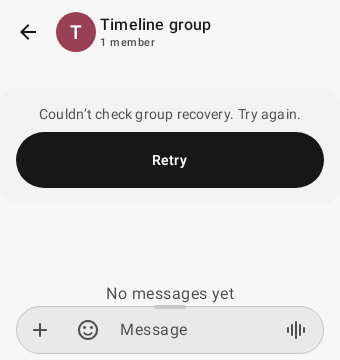 T
Timeline group
1 member
Couldn’t check group recovery. Try again.
Retry
No messages yet
Message